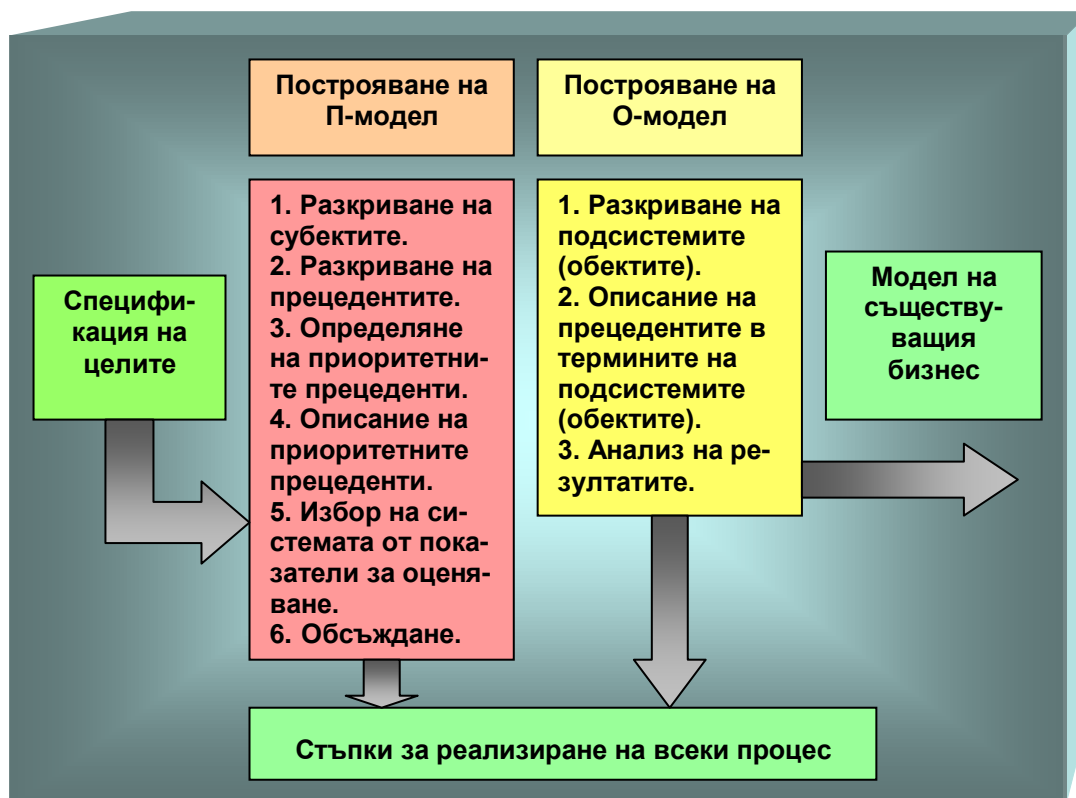 Построяване на
П-модел
Построяване на
О-модел
Специфи-
кация на
целите
1. Разкриване на
субектите.
2. Разкриване на
прецедентите.
3. Определяне
на приоритетни-
те прецеденти.
4. Описание на
приоритетните
прецеденти.
5. Избор на си-
стемата от пока-
затели за оценя-
ване.
6. Обсъждане.
1. Разкриване на
подсистемите
(обектите).
2. Описание на
прецедентите в
термините на
подсистемите
(обектите).
3. Анализ на ре-
зултатите.
Модел на
съществу-
ващия
бизнес
Стъпки за реализиране на всеки процес